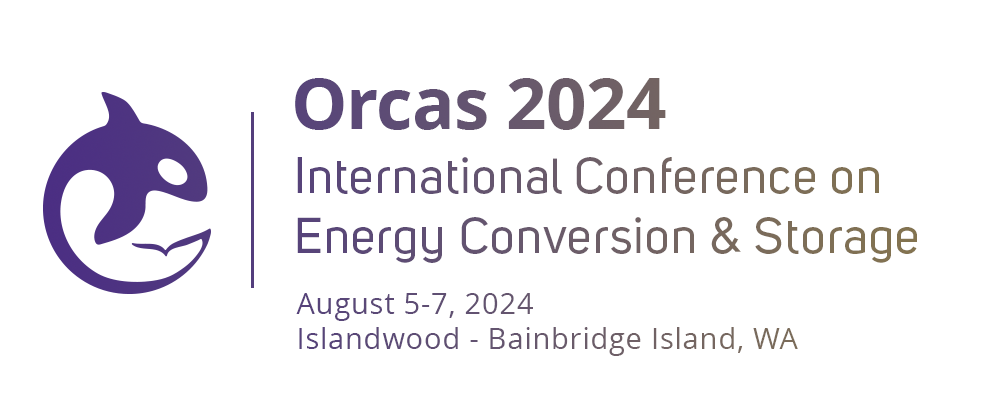 Orcas 2024
International Conference on
Energy Conversion & Storage
August 5-7, 2024
Islandwood - Bainbridge Island, WA